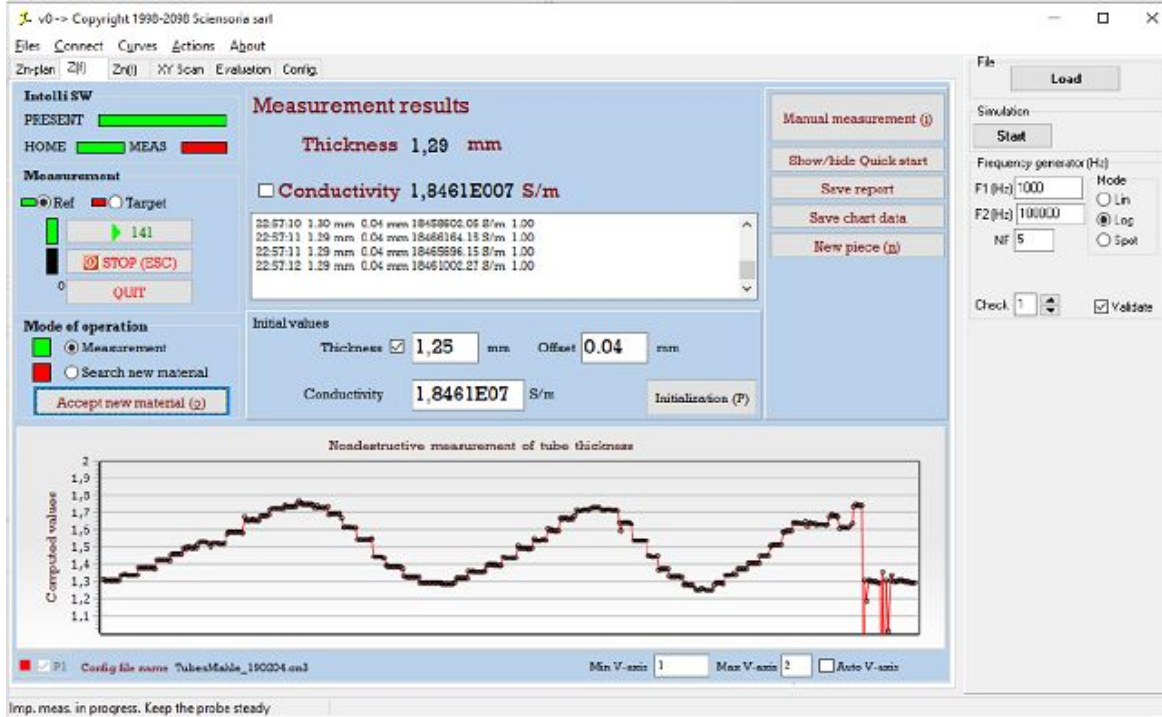 v0 -> Copyright 1998-2098 Sciensoria sarl
Files Connect Curves Actions About
Zn-plan Z(f) Zn(f) XY Scan Evaluation Config.
Intelli SW
PRESENT
HOME MEAS
Measurement
Ref Target
141
STOP (ESC)
0
QUIT
Mode of operation
Measurement
Search new material
Accept new material (o)
Measurement results
Thickness 1,29 mm
Conductivity 1,8461E007 S/m
22:57:10 1.30 mm 0.04 mm 18458602.05 S/m 1.00
22:57:11 1.29 mm 0.04 mm 18466164.15 S/m 1.00
22:57:11 1.29 mm 0.04 mm 18465696.15 S/m 1.00
22:57:12 1.29 mm 0.04 mm 18461002.27 S/m 1.00
Initial values
Thickness 1,25 mm Offset 0.04 mm
Conductivity 1,8461E07 S/m Initialization (P)
Manual measurement (i)
Show/hide Quick start
Save report
Save chart data
New piece (n)
File
Load
Simulation
Start
Frequency generator (Hz)
F1 (Hz) 1000
F2 (Hz) 100000
NF 5
Mode
Lin
Log
Spot
Check 1 Validate
Nondestructive measurement of tube thickness
Computed values
2
1,9
1,8
1,7
1,6
1,5
1,4
1,3
1,2
1,1
P1 Config file name TubesMahle_190204.cn3 Min V-axis 1 Max V-axis 2 Auto V-axis
Imp. meas. in progress. Keep the probe steady